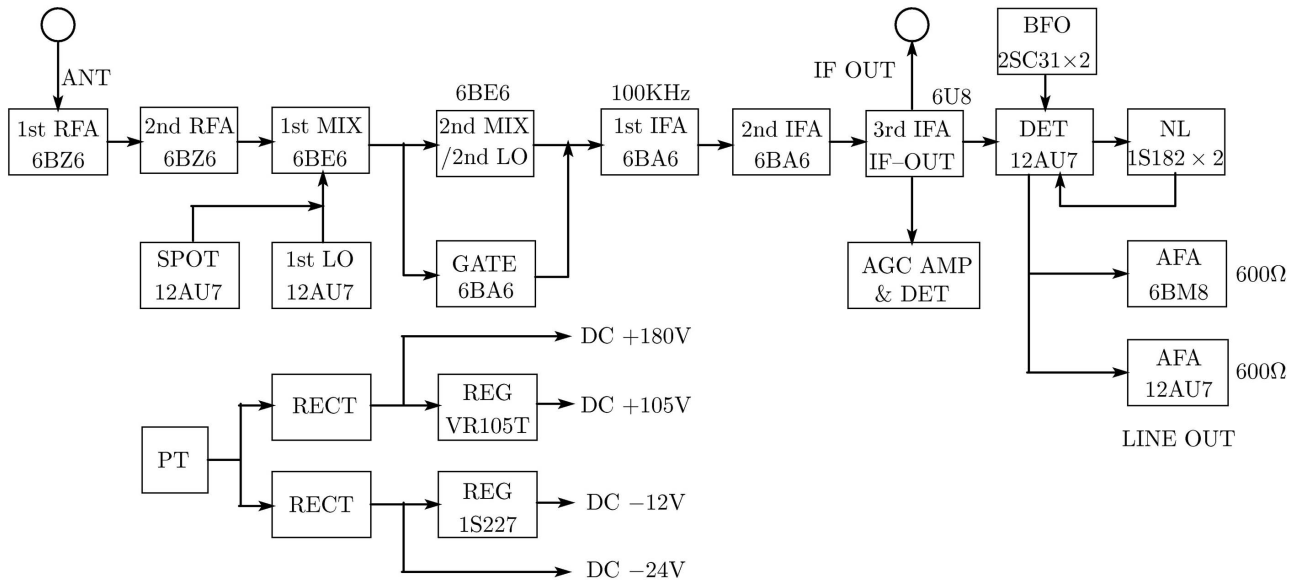 ANT
1st RFA
6BZ6
2nd RFA
6BZ6
1st MIX
6BE6
6BE6
2nd MIX
/2nd LO
100KHz
1st IFA
6BA6
2nd IFA
6BA6
IF OUT
6U8
3rd IFA
IF–OUT
BFO
2SC31×2
DET
12AU7
NL
1S182 × 2
SPOT
12AU7
1st LO
12AU7
GATE
6BA6
AGC AMP
& DET
AFA
6BM8
600Ω
AFA
12AU7
600Ω
LINE OUT
PT
RECT
DC +180V
REG
VR105T
DC +105V
RECT
REG
1S227
DC −12V
DC −24V